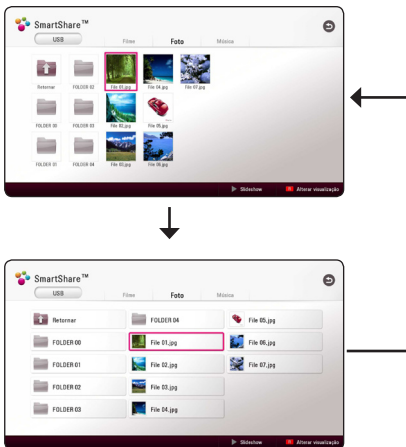 SmartShare™
USB
Filme Foto Música
Retornar FOLDER 02 File 01.jpg File 04.jpg File 07.jpg
FOLDER 00 FOLDER 03 File 02.jpg File 05.jpg
FOLDER 01 FOLDER 04 File 03.jpg File 06.jpg
Slideshow Alterar visualização
SmartShare™
USB
Filme Foto Música
Retornar FOLDER 04 File 05.jpg
FOLDER 00 File 01.jpg File 06.jpg
FOLDER 01 File 02.jpg File 07.jpg
FOLDER 02 File 03.jpg
FOLDER 03 File 04.jpg
Slideshow Alterar visualização